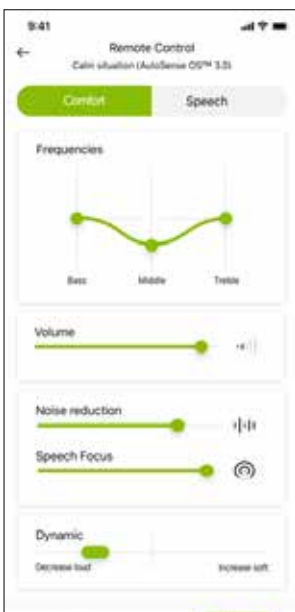 9:41
Remote Control
Calm situation (AutoSense OS™ 3.0)
Comfort Speech
Frequencies
Bass Middle Treble
Volume
Noise reduction
Speech Focus
Dynamic
Decrease loud Increase soft